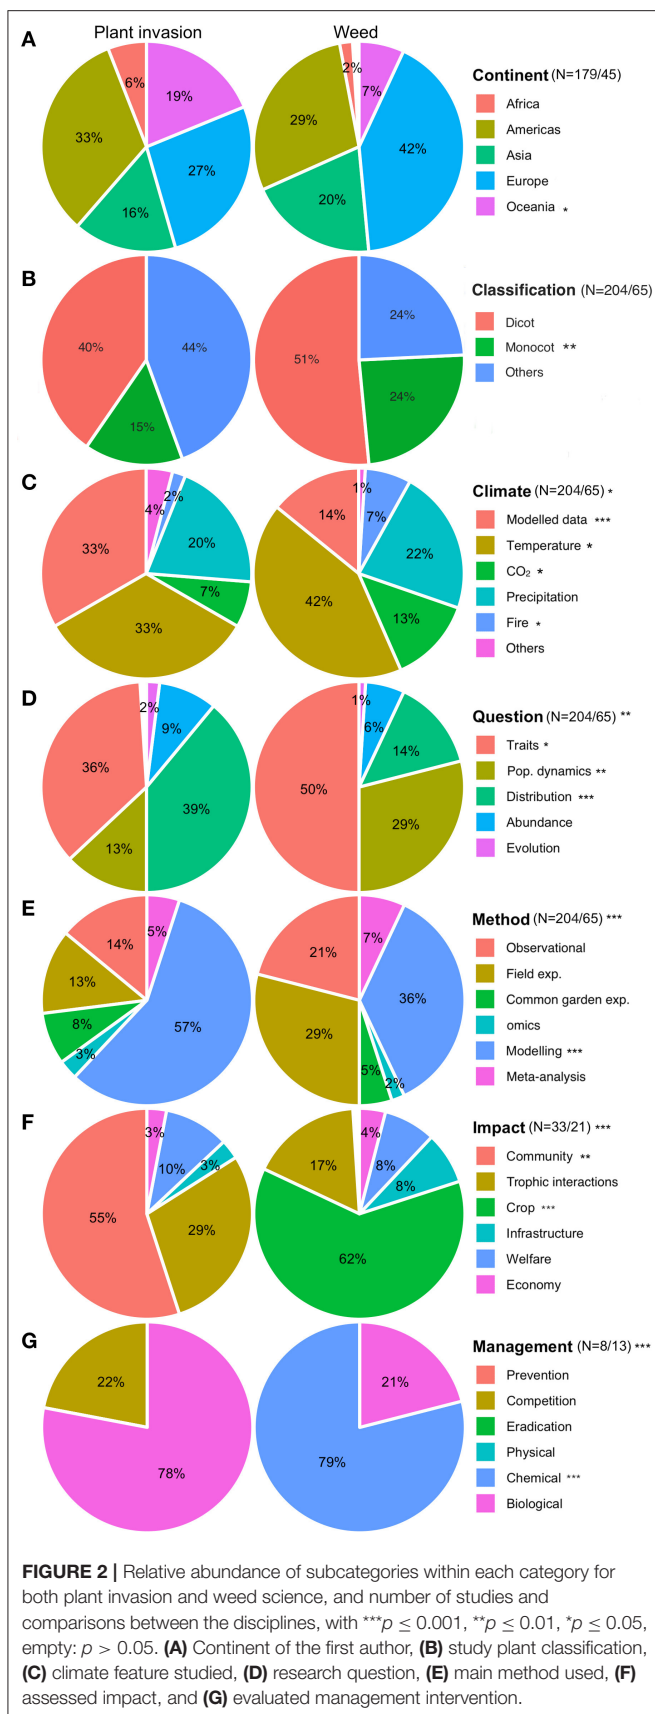 Plant invasion
Weed
A
6%
19%
33%
27%
16%
2%
7%
29%
42%
20%
Continent (N=179/45)
Africa
Americas
Asia
Europe
Oceania *
B
40%
44%
15%
24%
51%
24%
Classification (N=204/65)
Dicot
Monocot **
Others
C
4%
2%
33%
20%
7%
33%
1%
14%
7%
22%
42%
13%
Climate (N=204/65) *
Modelled data ***
Temperature *
CO₂ *
Precipitation
Fire *
Others
D
2%
9%
36%
39%
13%
1%
6%
14%
50%
29%
Question (N=204/65) **
Traits *
Pop. dynamics **
Distribution ***
Abundance
Evolution
E
5%
14%
13%
8%
3%
57%
7%
21%
36%
29%
5%
2%
Method (N=204/65) ***
Observational
Field exp.
Common garden exp.
omics
Modelling ***
Meta-analysis
F
3%
10%
3%
55%
29%
4%
17%
8%
8%
62%
Impact (N=33/21) ***
Community **
Trophic interactions
Crop ***
Infrastructure
Welfare
Economy
G
22%
78%
21%
79%
Management (N=8/13) ***
Prevention
Competition
Eradication
Physical
Chemical ***
Biological
FIGURE 2 | Relative abundance of subcategories within each category for
both plant invasion and weed science, and number of studies and
comparisons between the disciplines, with ***p ≤ 0.001, **p ≤ 0.01, *p ≤ 0.05,
empty: p > 0.05. (A) Continent of the first author, (B) study plant classification,
(C) climate feature studied, (D) research question, (E) main method used, (F)
assessed impact, and (G) evaluated management intervention.